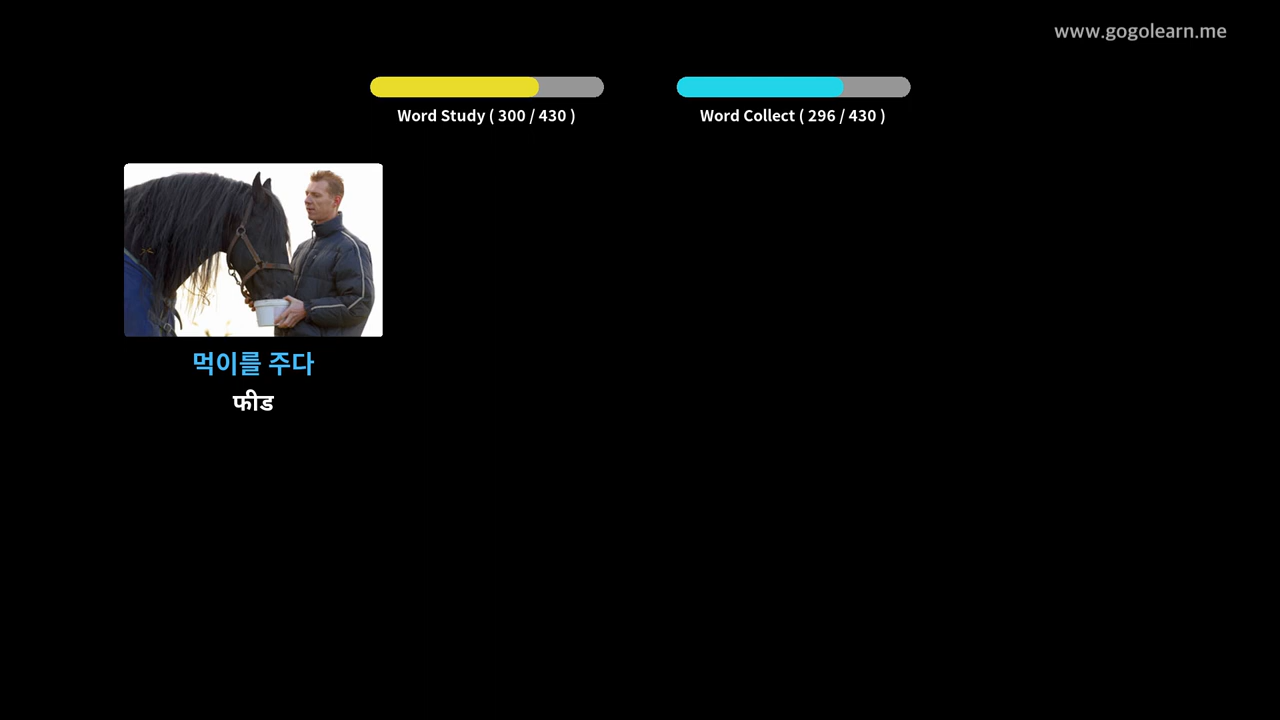 www.gogolearn.me
Word Study ( 300 / 430 )
Word Collect ( 296 / 430 )
먹이를 주다
फीड